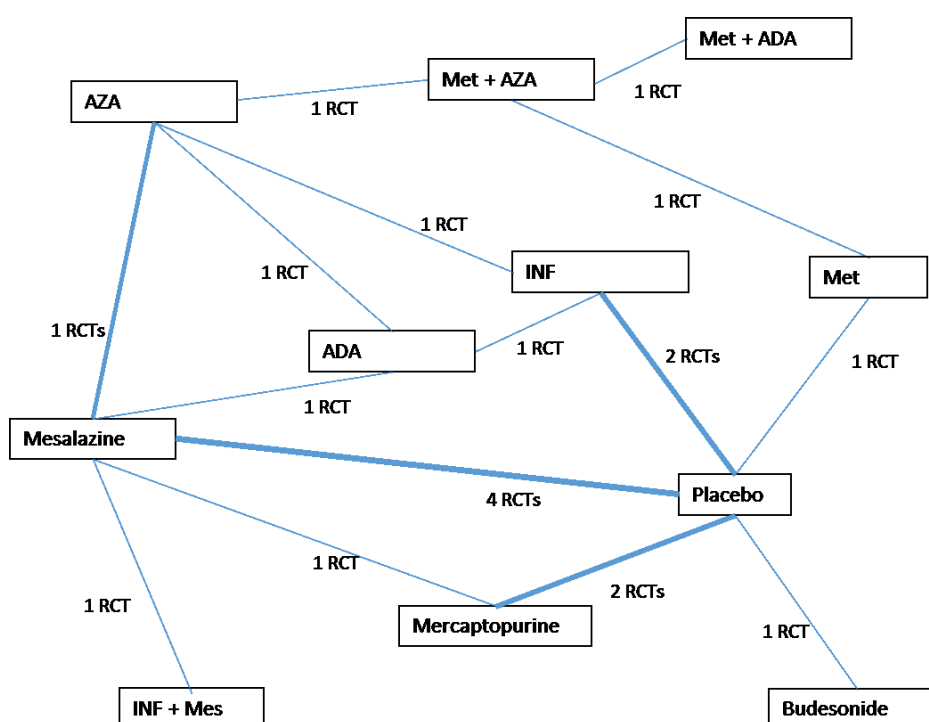 Met + ADA
Met + AZA
1 RCT
AZA
1 RCT
1 RCT
1 RCT
1 RCT
INF
Met
1 RCTs
ADA
1 RCT
2 RCTs
1 RCT
1 RCT
Mesalazine
Placebo
4 RCTs
1 RCT
2 RCTs
1 RCT
Mercaptopurine
1 RCT
INF + Mes
Budesonide